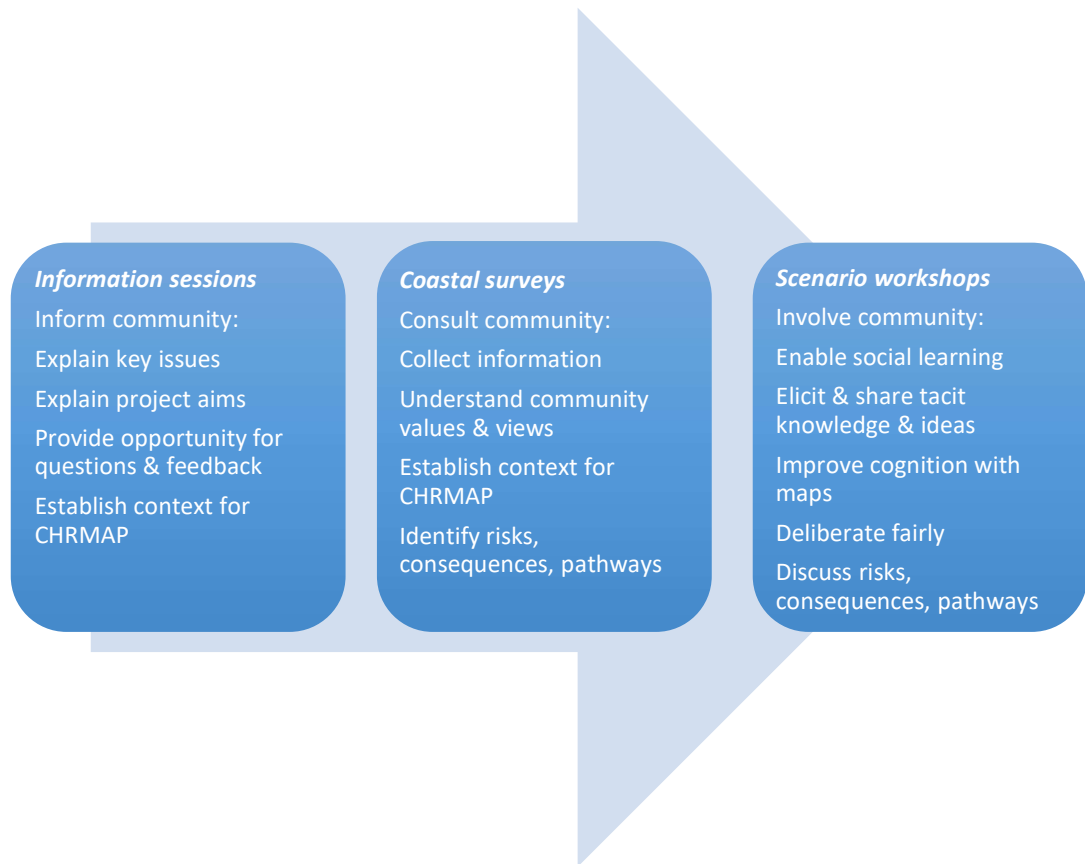 Information sessions
Inform community:
Explain key issues
Explain project aims
Provide opportunity for
questions & feedback
Establish context for
CHRMAP
Coastal surveys
Consult community:
Collect information
Understand community
values & views
Establish context for
CHRMAP
Identify risks,
consequences, pathways
Scenario workshops
Involve community:
Enable social learning
Elicit & share tacit
knowledge & ideas
Improve cognition with
maps
Deliberate fairly
Discuss risks,
consequences, pathways